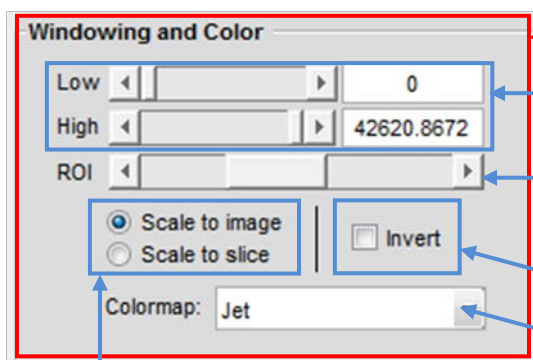 Windowing and Color
Low 0
High 42620.8672
ROI
Scale to image
Invert
Scale to slice
Colormap: Jet